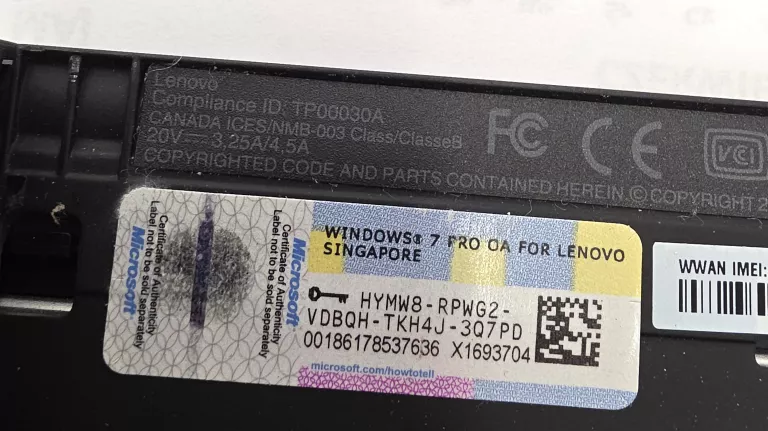 Lenovo
Compliance ID: TP00030A
CANADA ICES/NMB-003 Class/ClasseB
20V⎓ 3,25A/4,5A
COPYRIGHTED CODE AND PARTS CONTAINED HEREIN © COPYRIGHT 2
FC CE VCI
Certificate of Authenticity
Label not to be sold separately
Microsoft
Certificate of Authenticity
Label not to be sold separately
Microsoft
WINDOWS® 7 PRO OA FOR LENOVO
SINGAPORE
HYMW8-RPWG2-
VDBQH-TKH4J-3Q7PD
00186178537636 X1693704
microsoft.com/howtotell
WWAN IMEI: